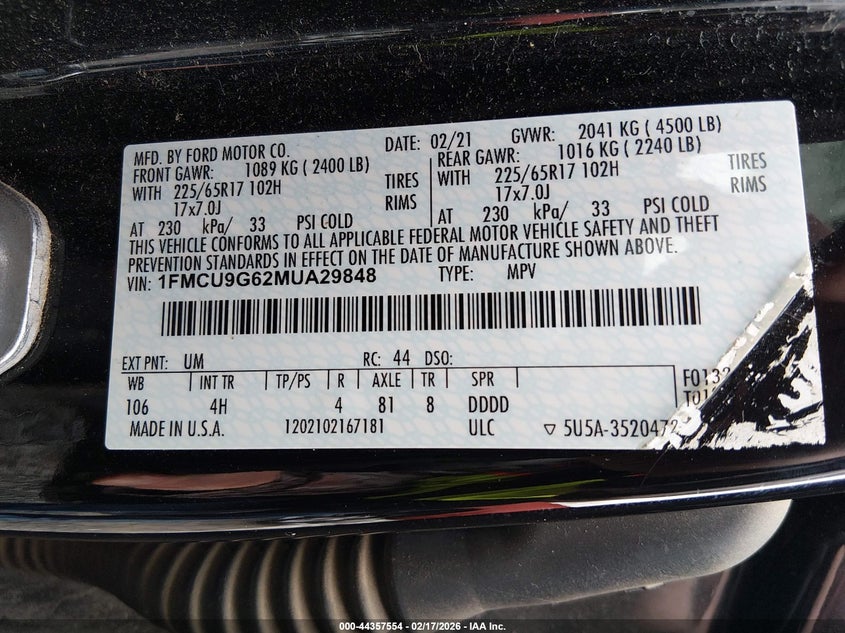 MFD. BY FORD MOTOR CO. DATE: 02/21 GVWR: 2041 KG ( 4500 LB)
FRONT GAWR: 1089 KG ( 2400 LB) REAR GAWR: 1016 KG ( 2240 LB)
WITH 225/65R17 102H TIRES WITH 225/65R17 102H TIRES
17x7.0J RIMS 17x7.0J RIMS
AT 230 kPa/ 33 PSI COLD AT 230 kPa/ 33 PSI COLD
THIS VEHICLE CONFORMS TO ALL APPLICABLE FEDERAL MOTOR VEHICLE SAFETY AND THEFT
PREVENTION STANDARDS IN EFFECT ON THE DATE OF MANUFACTURE SHOWN ABOVE.
VIN: 1FMCU9G62MUA29848 TYPE: MPV
EXT PNT: UM RC: 44 DSO:
WB INT TR TP/PS R AXLE TR SPR F0132
106 4H 4 81 8 DDDD
MADE IN U.S.A. 1202102167181 ULC ▽ 5U5A-3520472
000-44357554 - 02/17/2026 - IAA Inc.